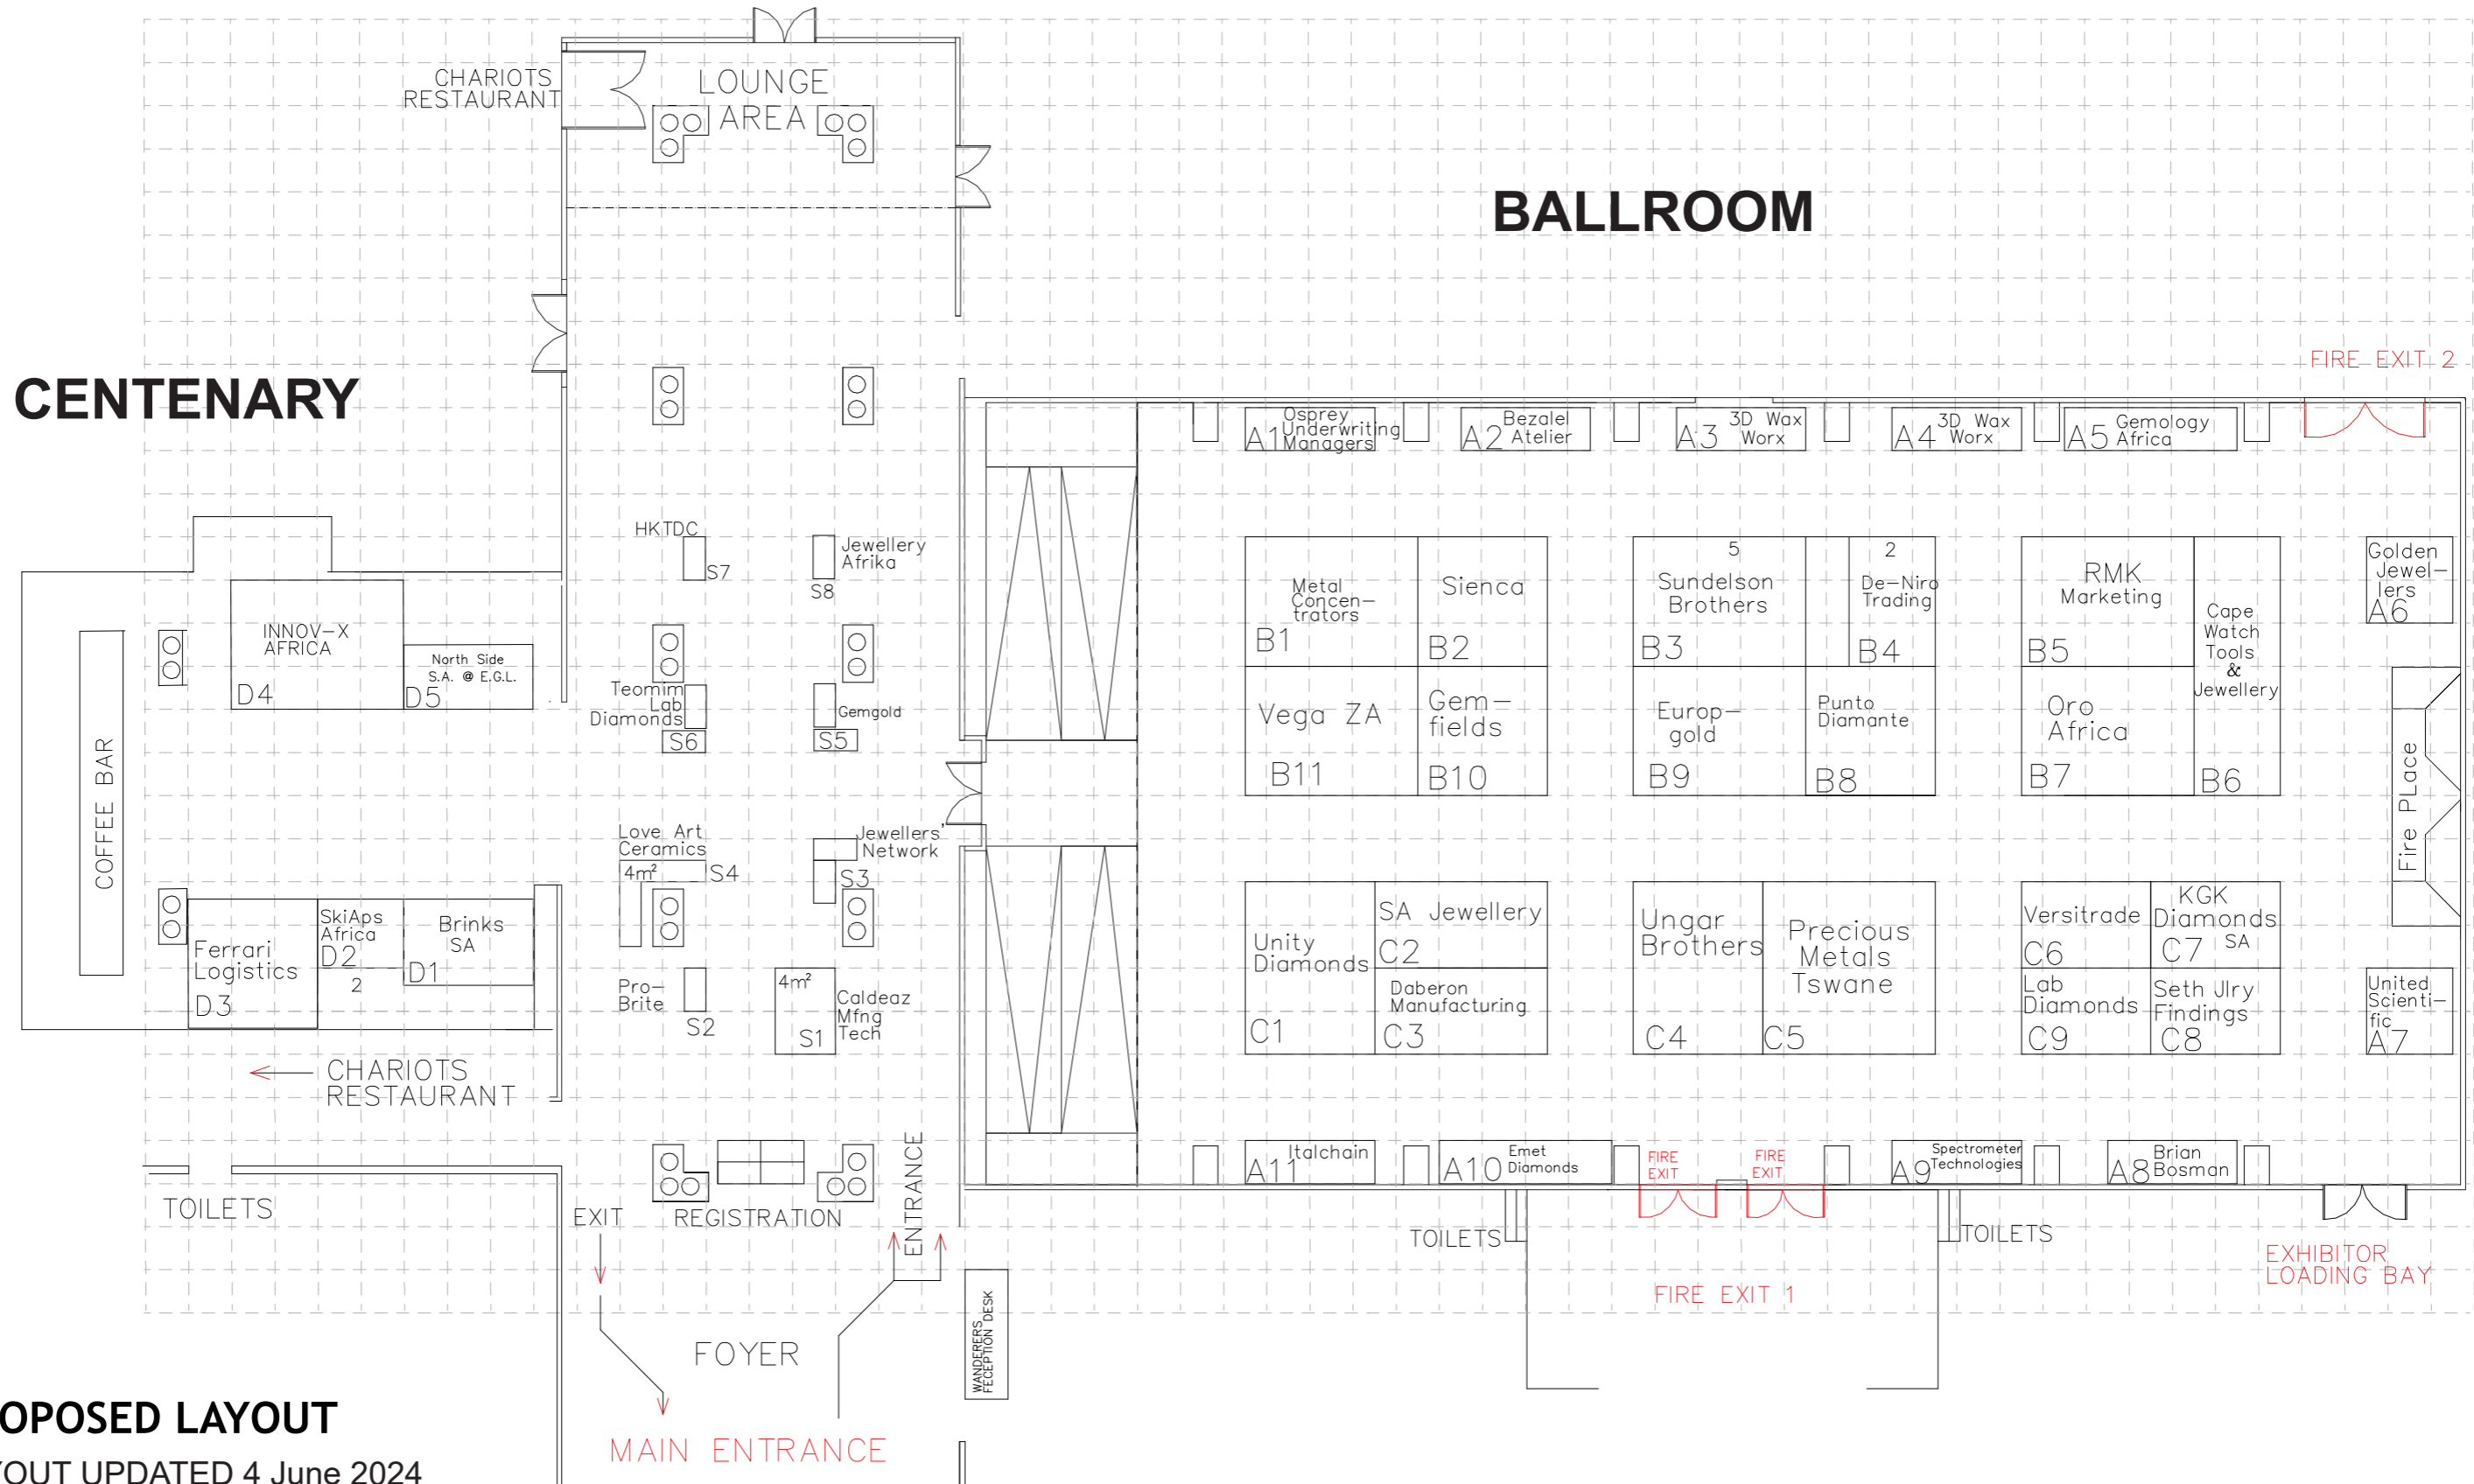 CHARIOTS
RESTAURANT
LOUNGE
AREA
BALLROOM
CENTENARY
FIRE EXIT 2
A1
Osprey
Underwriting
Managers
A2
Bezalel
Atelier
A3
3D Wax
Worx
A4
3D Wax
Worx
A5
Gemology
Africa
HKTDC
S7
Jewellery
Afrika
S8
Metal
Concen-
trators
B1
Sienca
B2
5
Sundelson
Brothers
B3
2
De-Niro
Trading
B4
RMK
Marketing
B5
Cape
Watch
Tools
&
Jewellery
B6
Golden
Jewel-
lers
A6
INNOV-X
AFRICA
D4
North Side
S.A. @ E.G.L.
D5
Teomim
Lab
Diamonds
S6
Gemgold
S5
Vega ZA
B11
Gem-
fields
B10
Europ-
gold
B9
Punto
Diamante
B8
Oro
Africa
B7
Fire Place
COFFEE BAR
Love Art
Ceramics
4m²
S4
Jewellers'
Network
S3
Ferrari
Logistics
D3
SkiAps
Africa
D2
2
Brinks
SA
D1
Pro-
Brite
S2
4m²
S1
Caldeaz
Mfng
Tech
Unity
Diamonds
C1
SA Jewellery
C2
Daberon
Manufacturing
C3
Ungar
Brothers
C4
Precious
Metals
Tswane
C5
Versitrade
C6
KGK
Diamonds
SA
C7
Lab
Diamonds
C9
Seth Jlry
Findings
C8
United
Scienti-
fic
A7
CHARIOTS
RESTAURANT
A11
Italchain
A10
Emet
Diamonds
FIRE
EXIT
FIRE
EXIT
A9
Spectrometer
Technologies
A8
Brian
Bosman
TOILETS
EXIT
REGISTRATION
ENTRANCE
TOILETS
TOILETS
EXHIBITOR
LOADING BAY
FIRE EXIT 1
WANDERERS
FECEPTION DESK
FOYER
MAIN ENTRANCE
OPOSED LAYOUT
YOUT UPDATED 4 June 2024